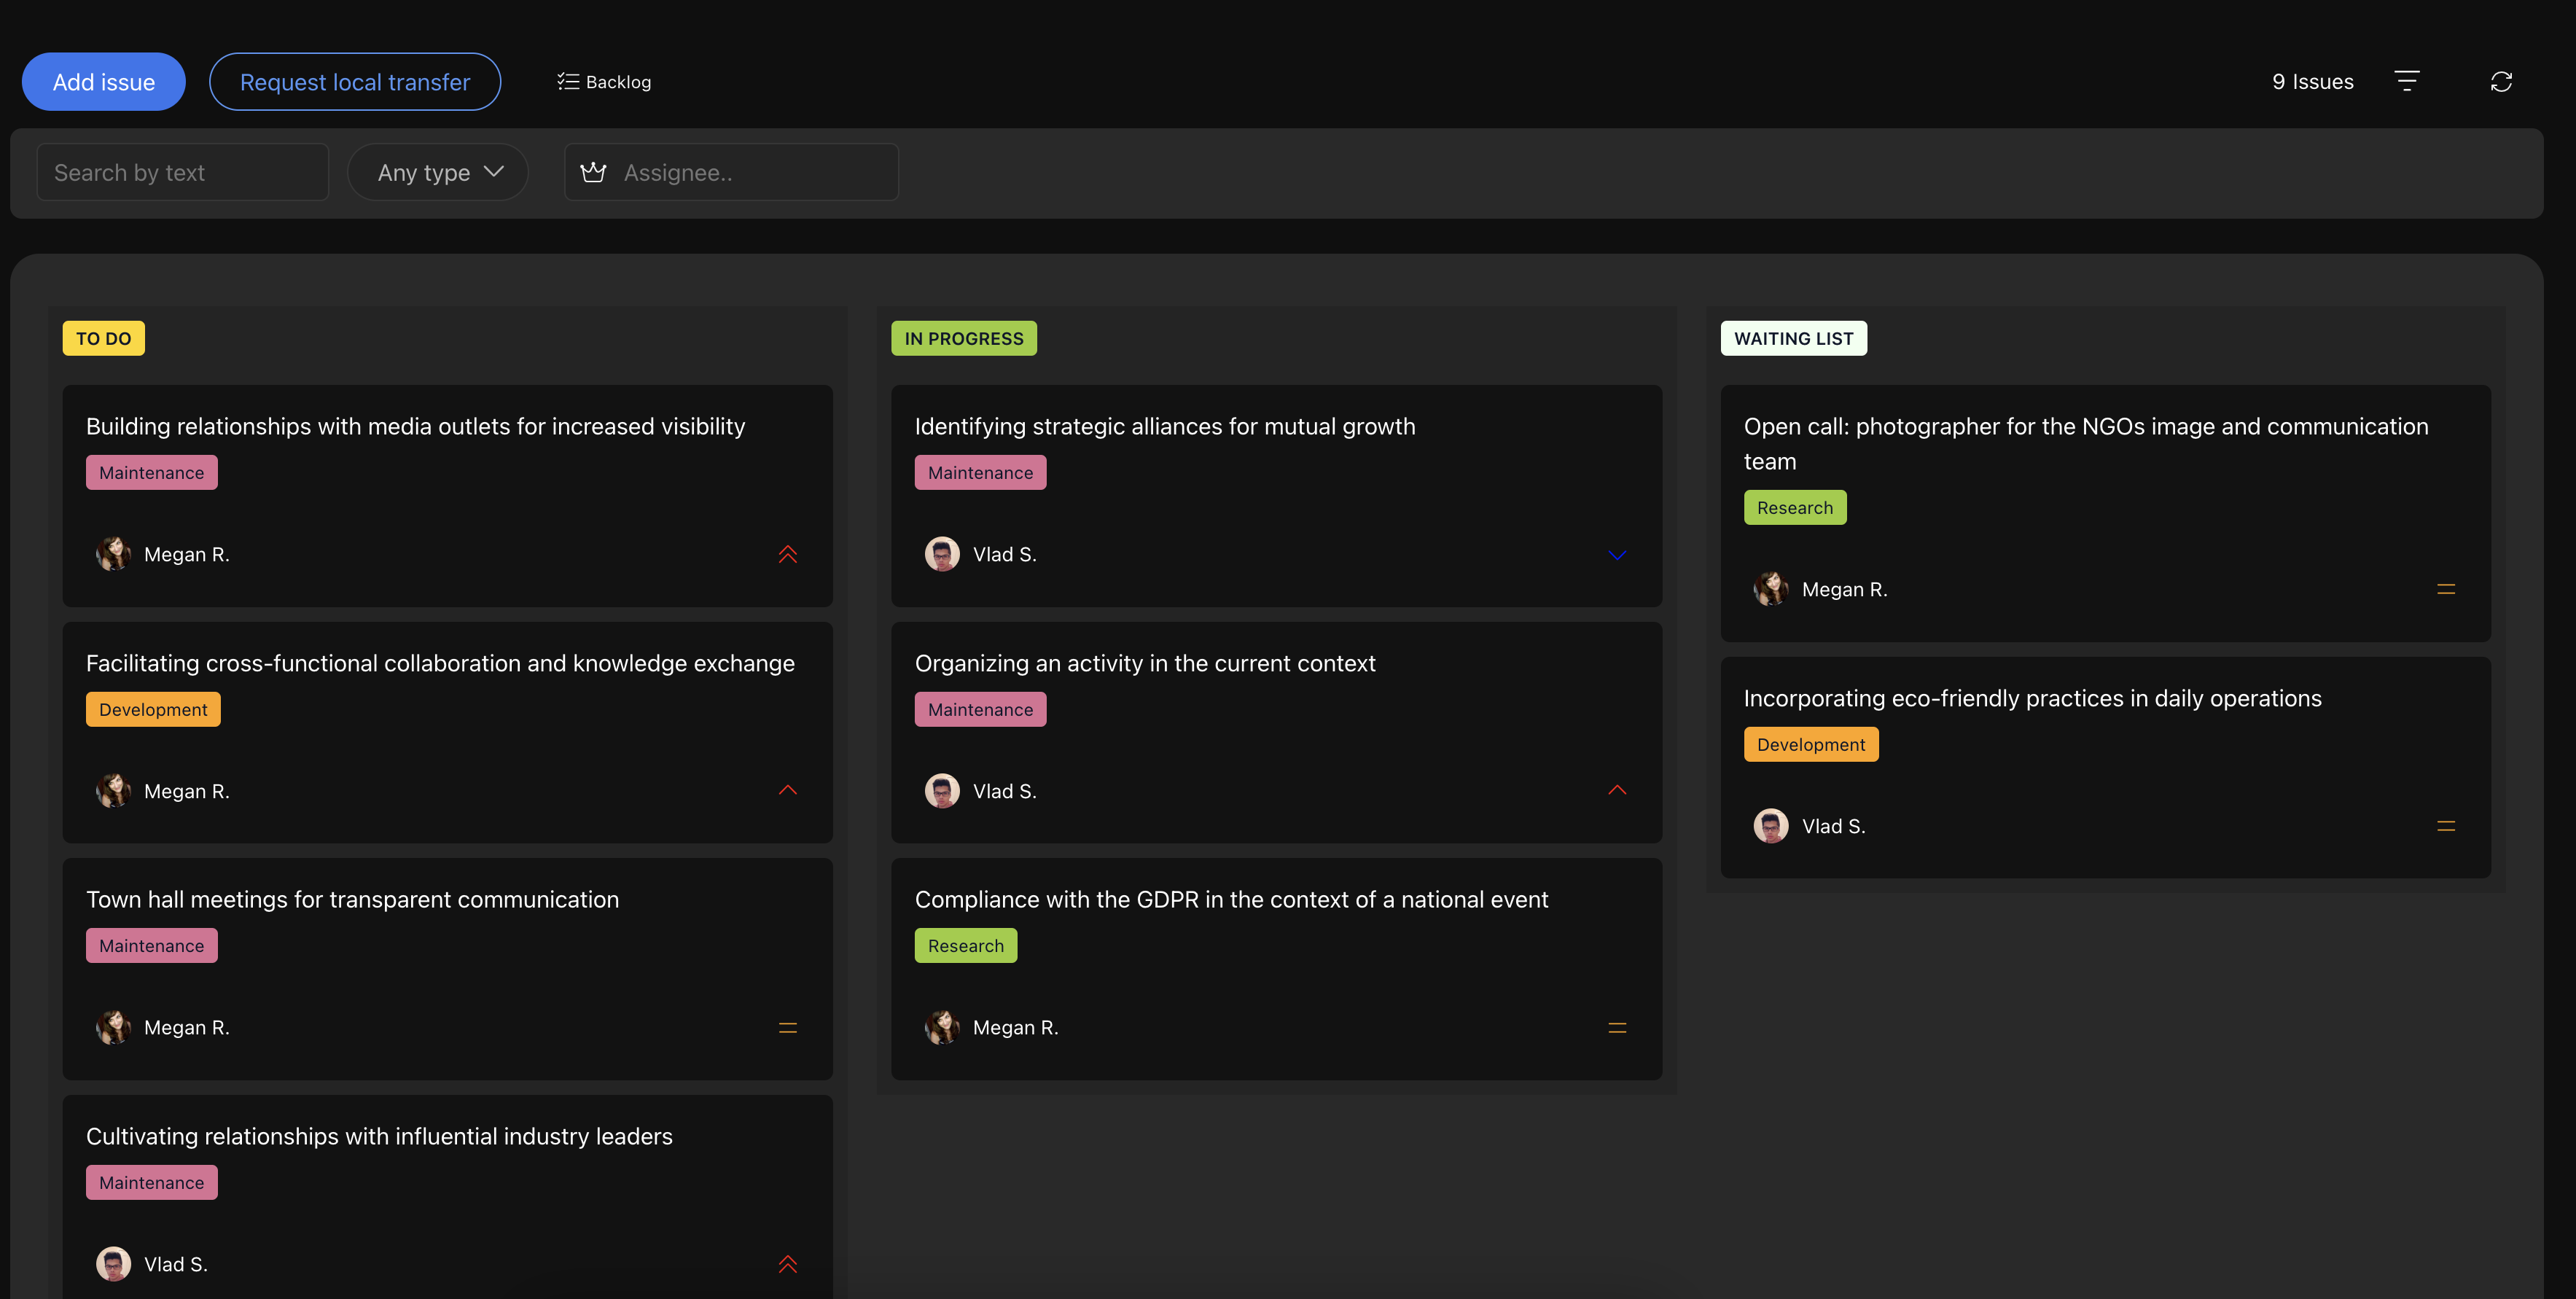 Add issue
Request local transfer
Backlog
9 Issues
Search by text
Any type
Assignee..
TO DO
Building relationships with media outlets for increased visibility
Maintenance
Megan R.
Facilitating cross-functional collaboration and knowledge exchange
Development
Megan R.
Town hall meetings for transparent communication
Maintenance
Megan R.
Cultivating relationships with influential industry leaders
Maintenance
Vlad S.
IN PROGRESS
Identifying strategic alliances for mutual growth
Maintenance
Vlad S.
Organizing an activity in the current context
Maintenance
Vlad S.
Compliance with the GDPR in the context of a national event
Research
Megan R.
WAITING LIST
Open call: photographer for the NGOs image and communication
team
Research
Megan R.
Incorporating eco-friendly practices in daily operations
Development
Vlad S.